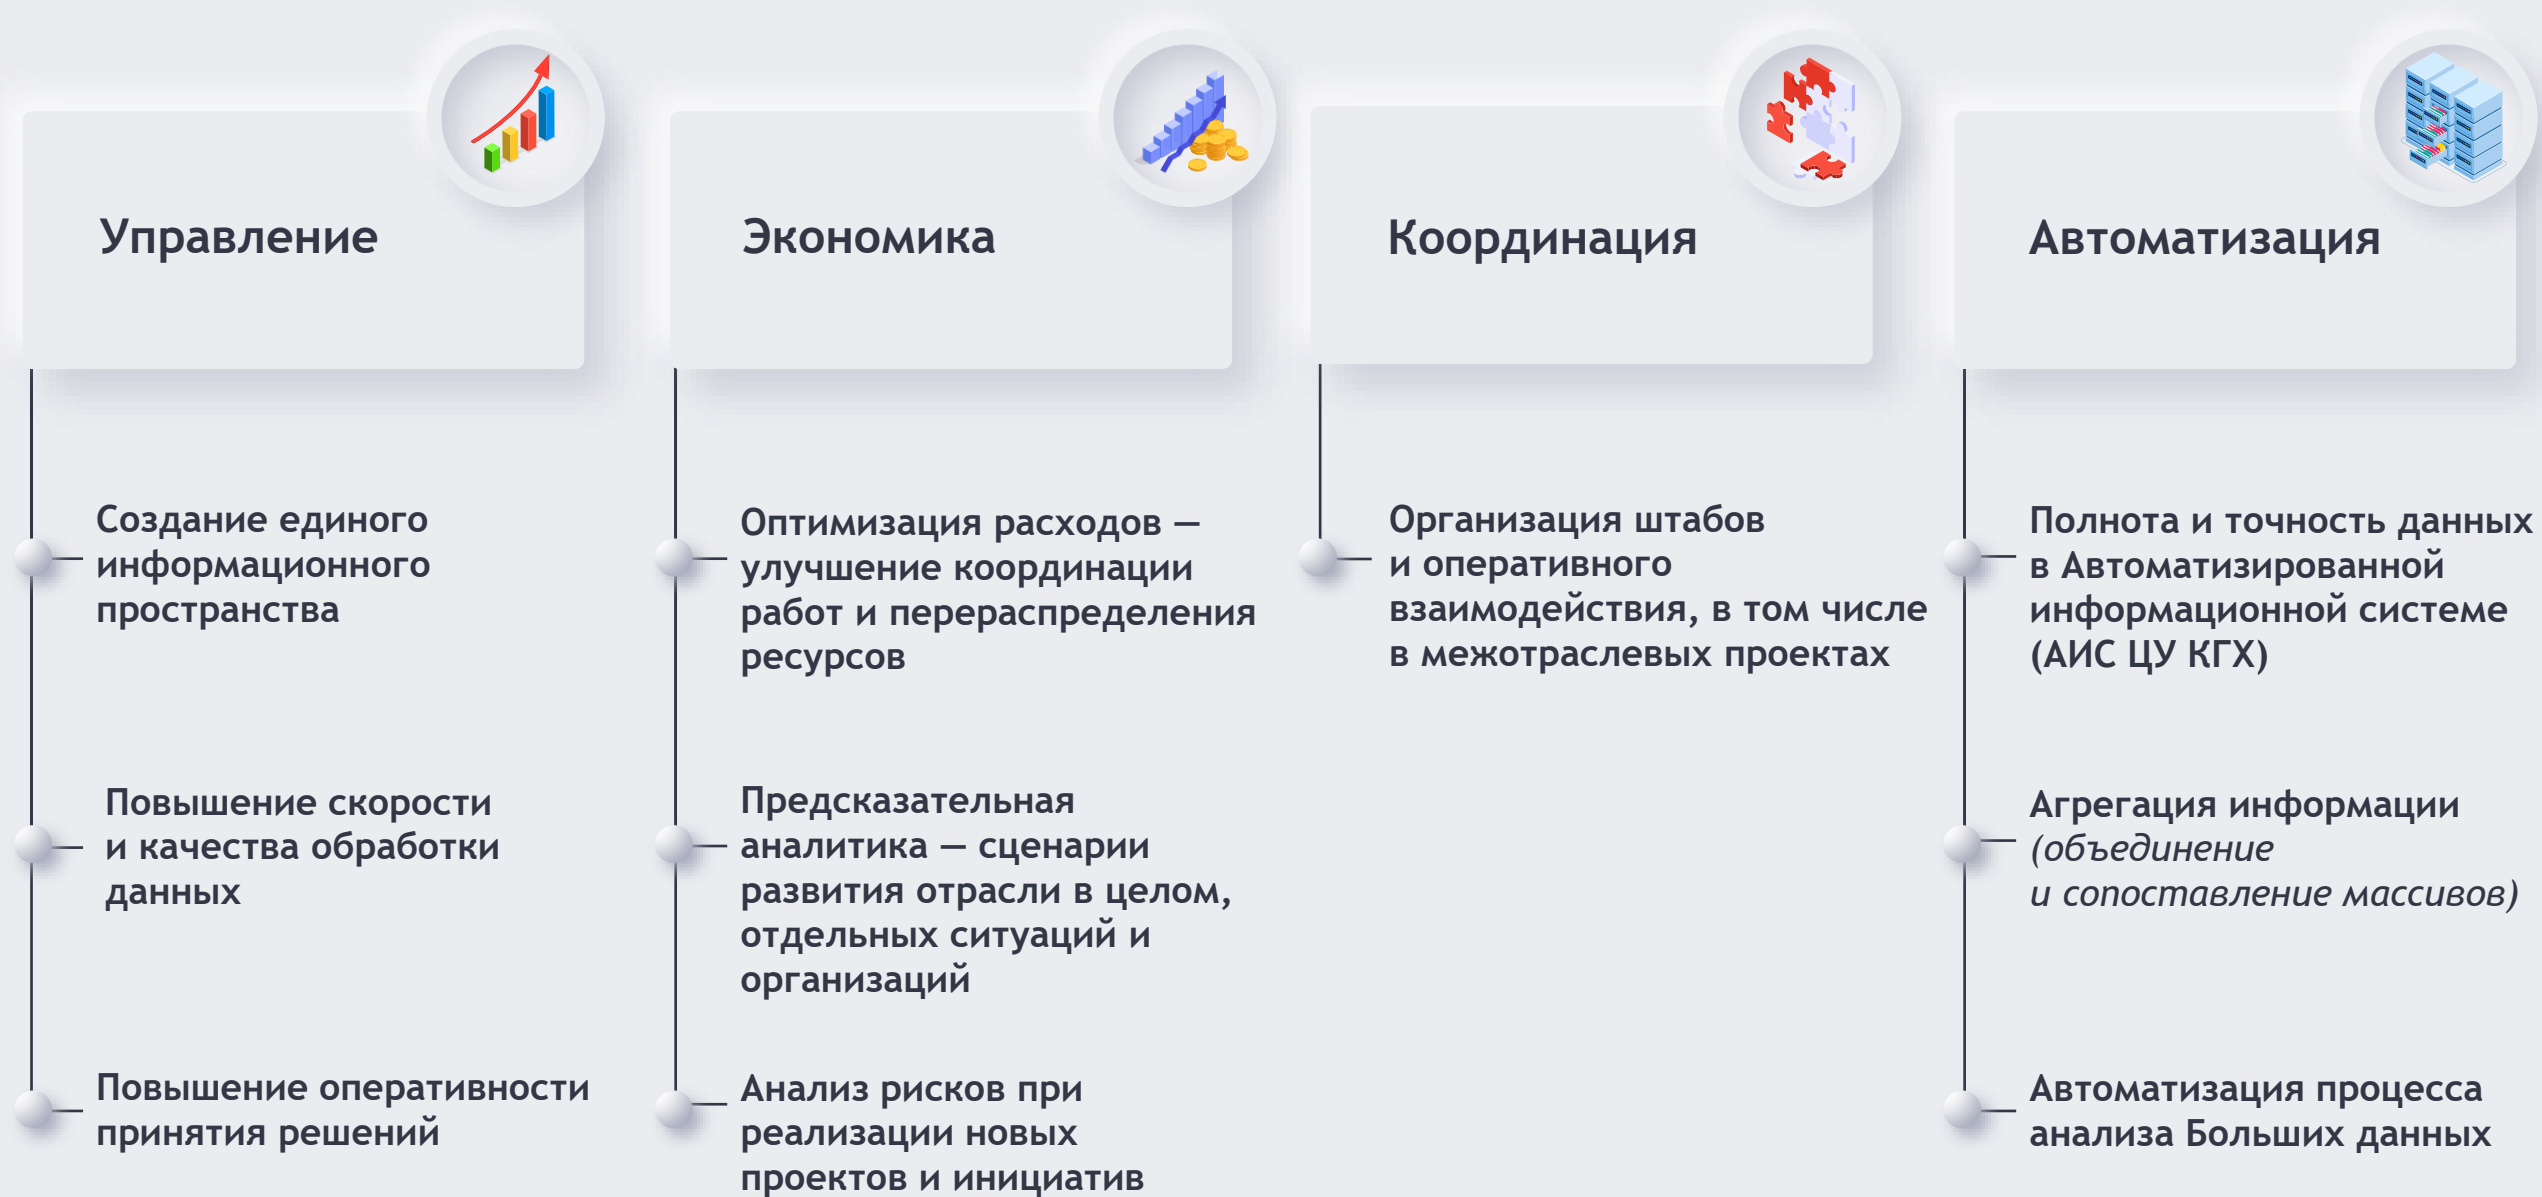 Управление
Создание единого
информационного
пространства
Повышение скорости
и качества обработки
данных
Повышение оперативности
принятия решений
Экономика
Оптимизация расходов —
улучшение координации
работ и перераспределения
ресурсов
Предсказательная
аналитика — сценарии
развития отрасли в целом,
отдельных ситуаций и
организаций
Анализ рисков при
реализации новых
проектов и инициатив
Координация
Организация штабов
и оперативного
взаимодействия, в том числе
в межотраслевых проектах
Автоматизация
Полнота и точность данных
в Автоматизированной
информационной системе
(АИС ЦУ КГХ)
Агрегация информации
(объединение
и сопоставление массивов)
Автоматизация процесса
анализа Больших данных